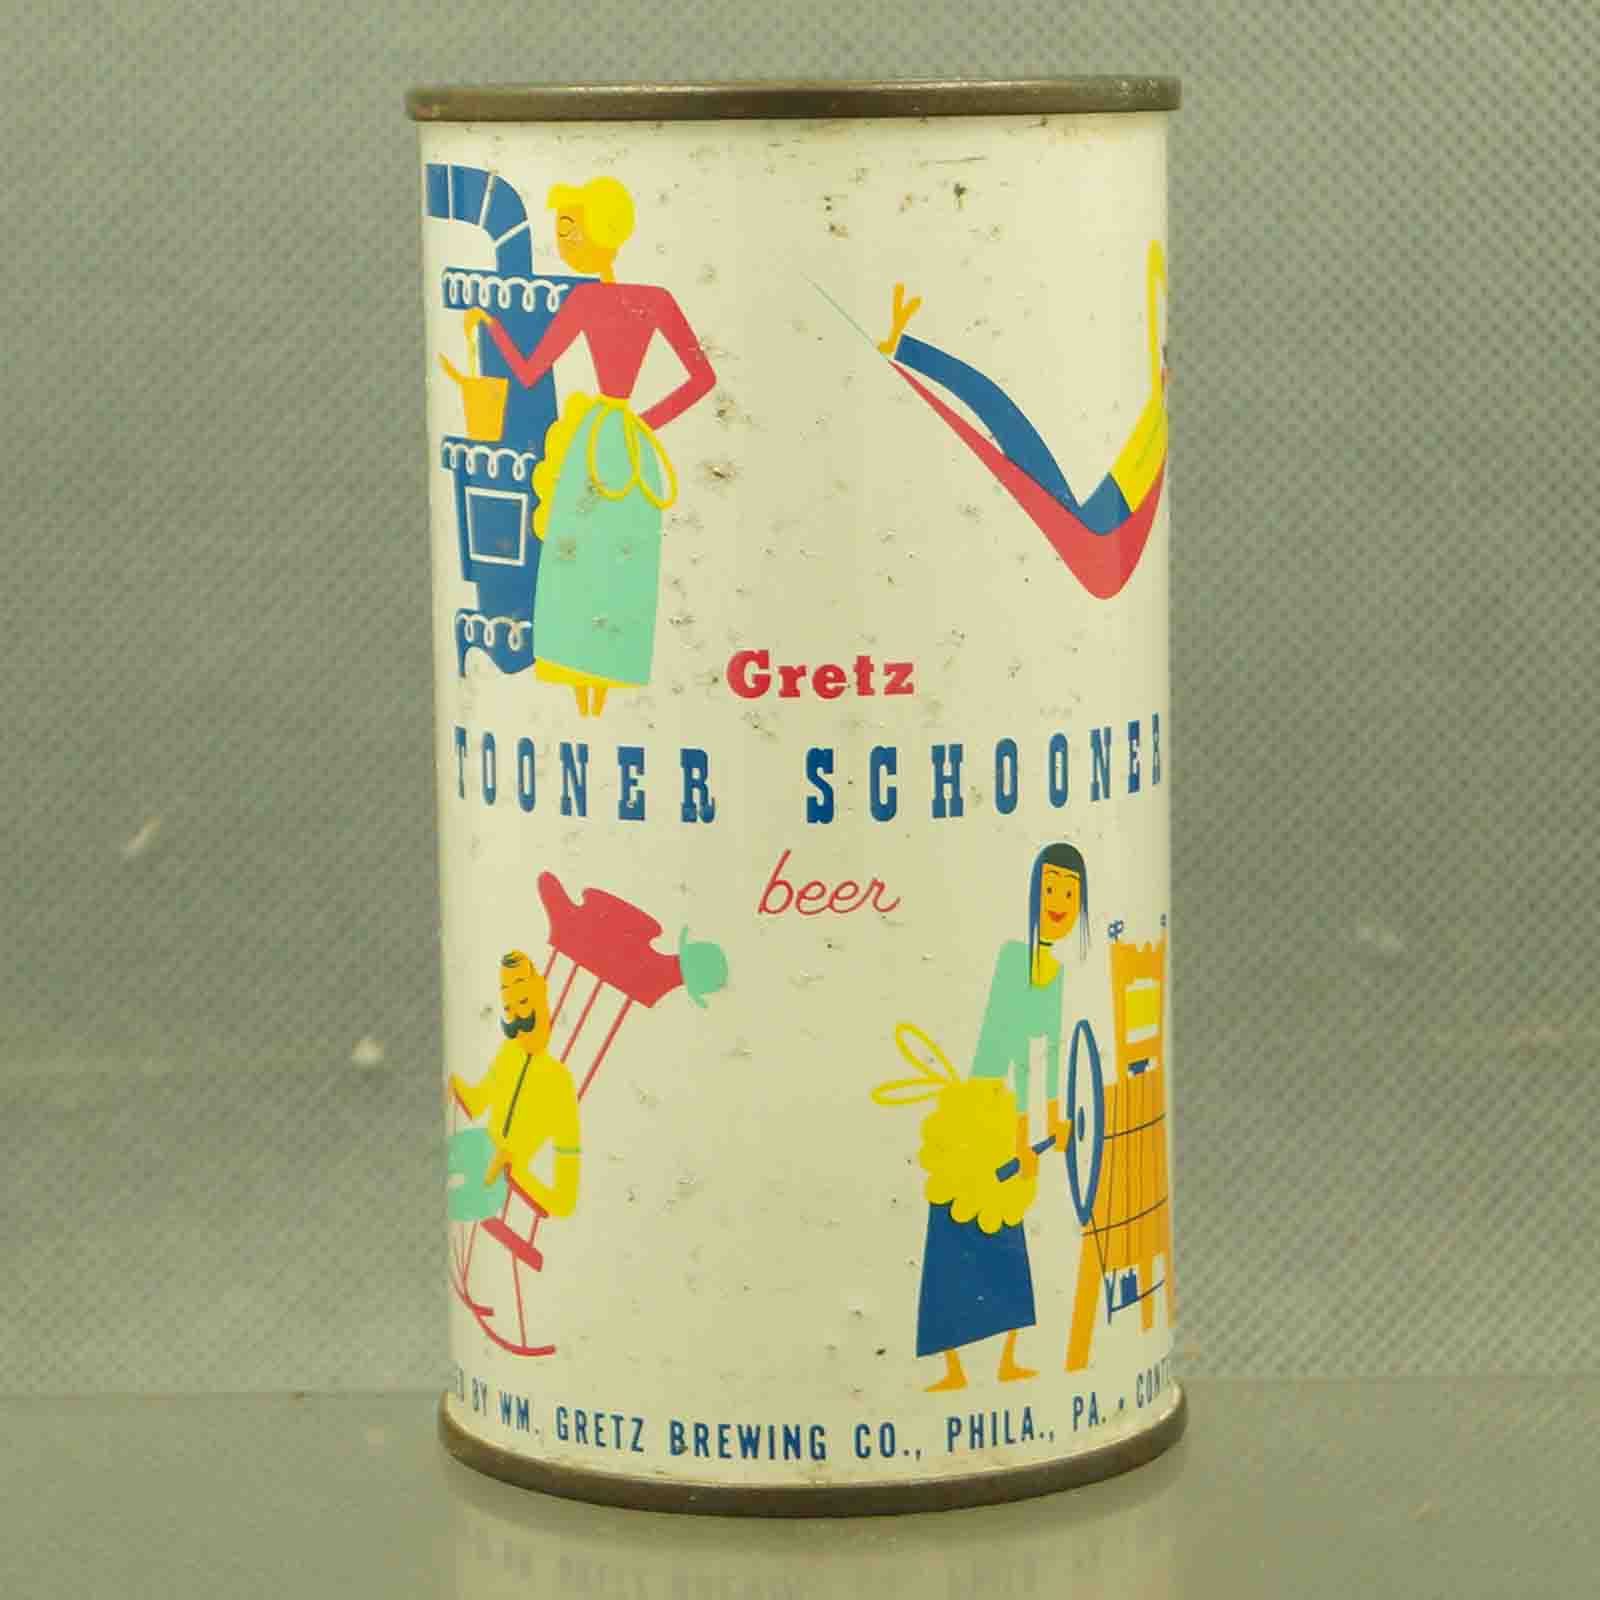 Gretz
TOONER SCHOONER
beer
BY WM. GRETZ BREWING CO., PHILA., PA. •